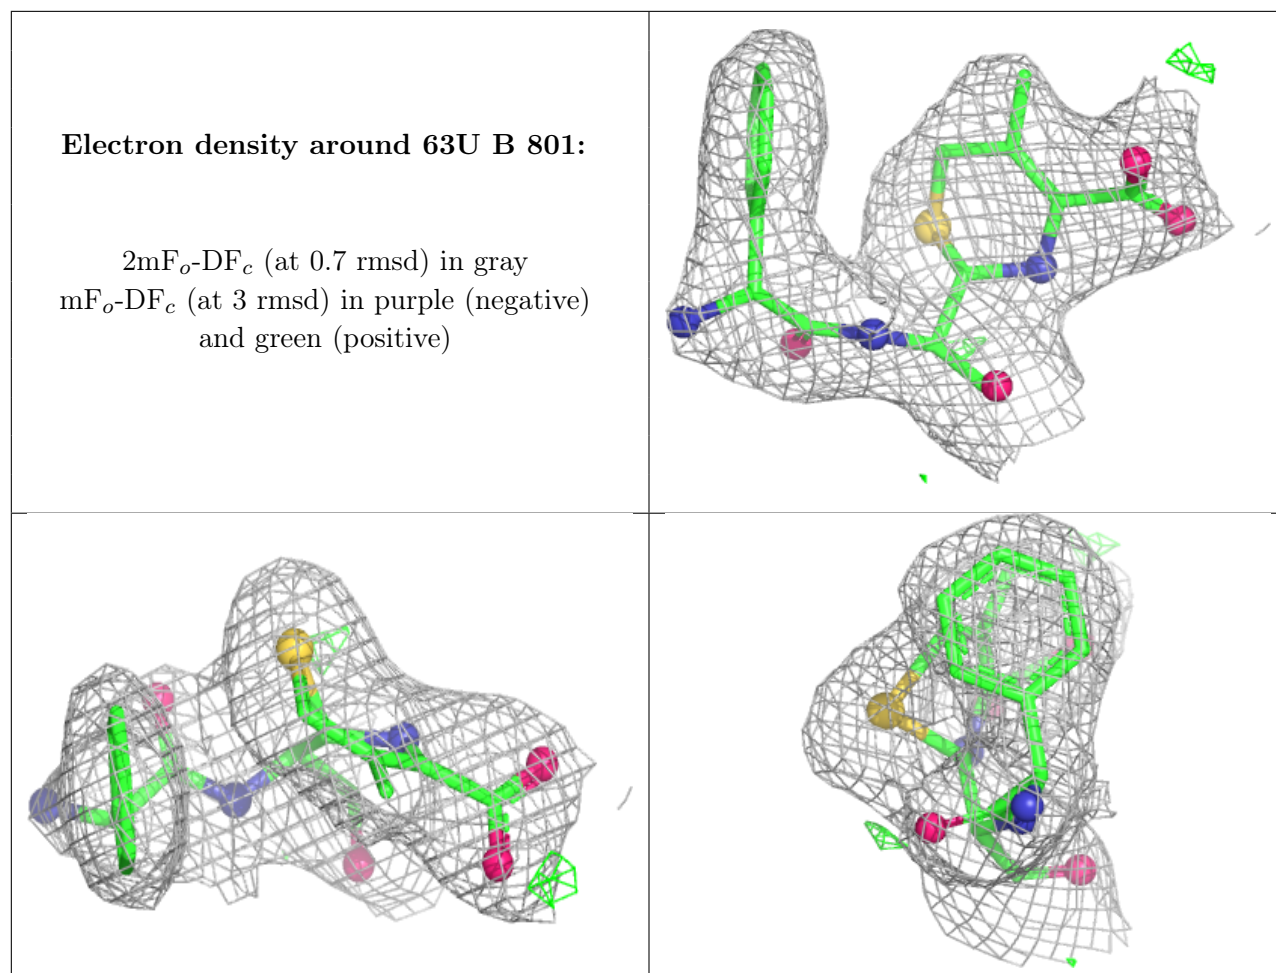 Electron density around 63U B 801:
2mFo-DFc (at 0.7 rmsd) in gray
mFo-DFc (at 3 rmsd) in purple (negative)
and green (positive)